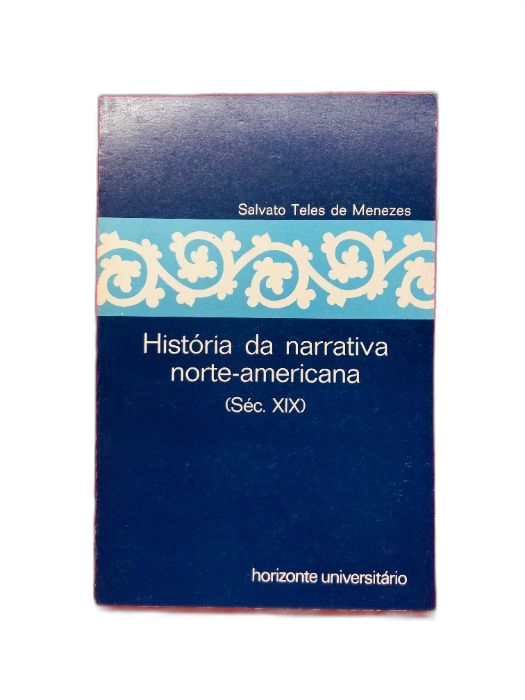 Salvato Teles de Menezes
História da narrativa
norte-americana
(Séc. XIX)
horizonte universitário